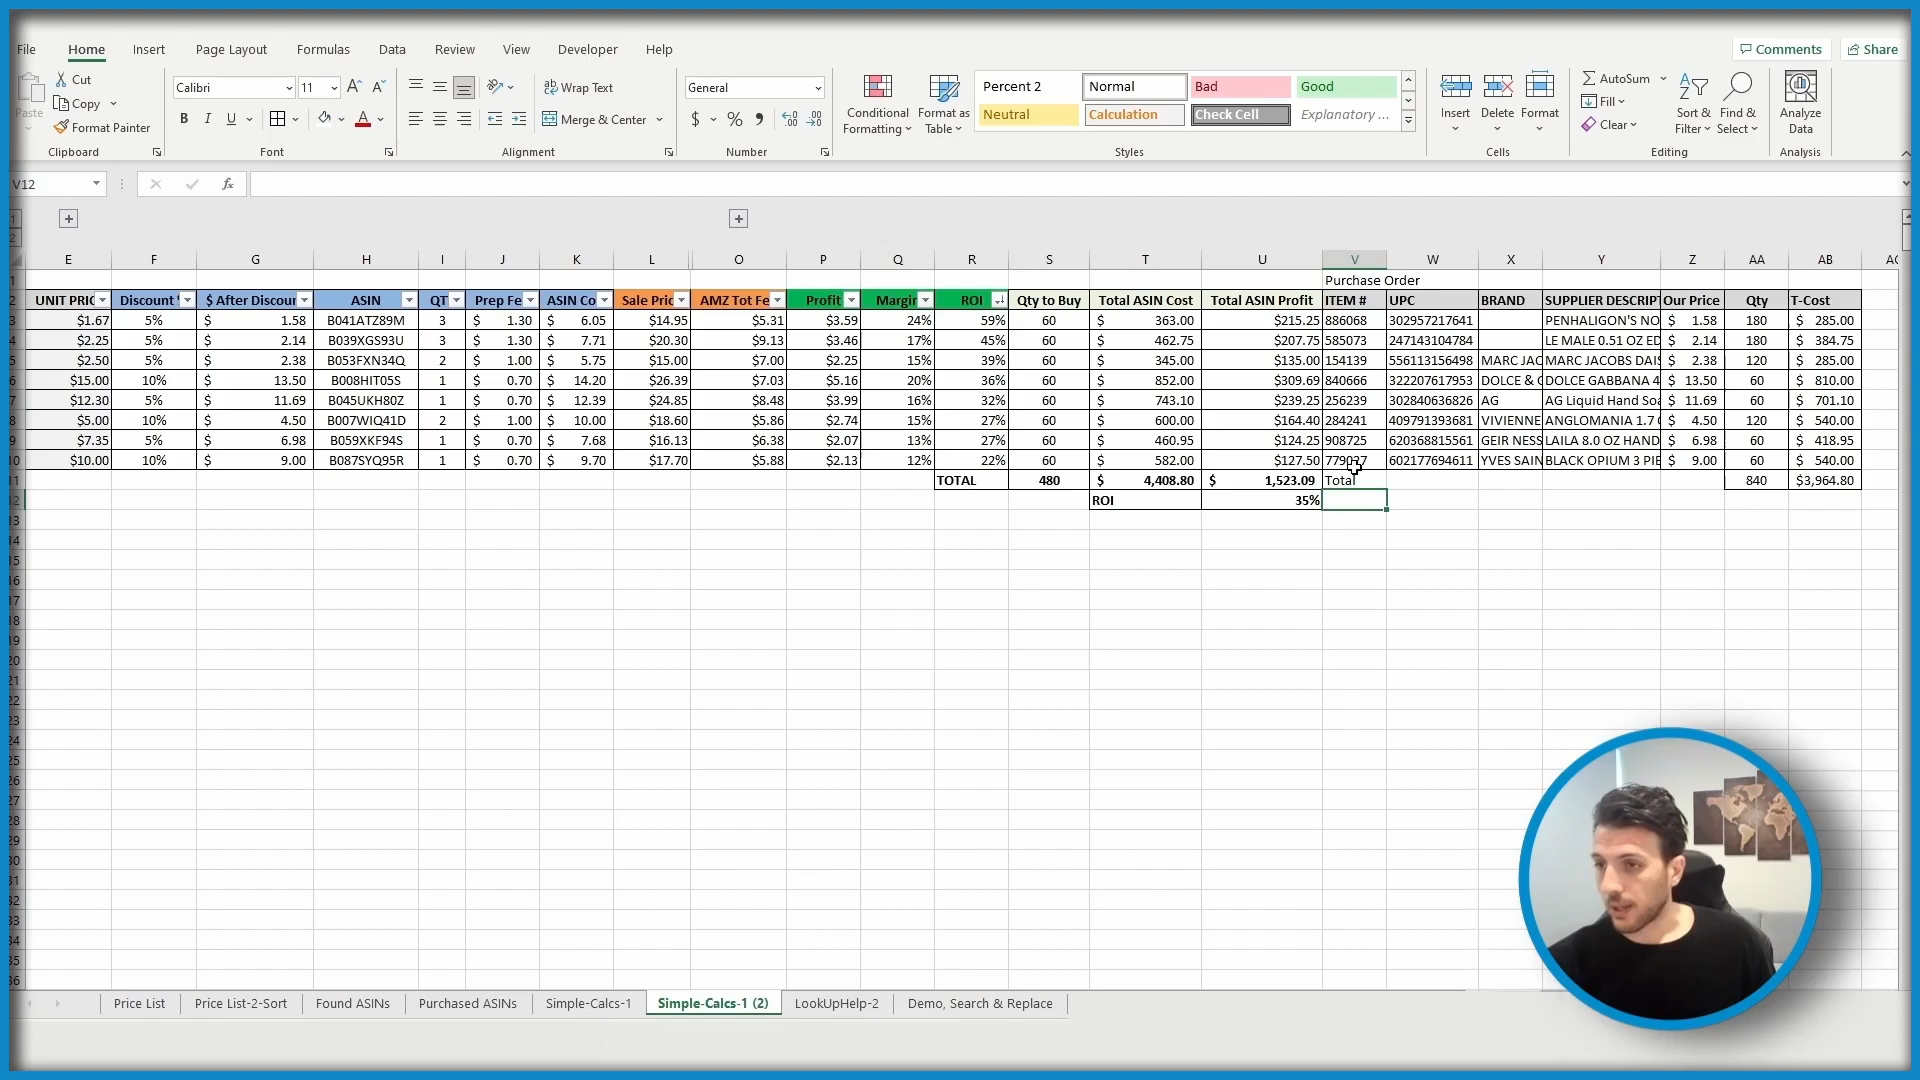 File Home Insert Page Layout Formulas Data Review View Developer Help Comments Share
Cut
Copy
Format Painter
Paste
Clipboard
Calibri 11
B I U
Font
Wrap Text
Merge & Center
Alignment
General
$ % 9
Number
Conditional Formatting
Format as Table
Percent 2 Normal Bad Good
Neutral Calculation Check Cell Explanatory ...
Styles
Insert Delete Format
Cells
AutoSum
Fill
Clear
Sort & Filter
Find & Select
Editing
Analyze Data
Analysis
V12 fx
E F G H I J K L O P Q R S T U V W X Y Z AA AB
Purchase Order
UNIT PRIC Discount $ After Discour ASIN QT Prep Fe ASIN Co Sale Pric AMZ Tot Fe Profit Margin ROI Qty to Buy Total ASIN Cost Total ASIN Profit ITEM # UPC BRAND SUPPLIER DESCRIPT Our Price Qty T-Cost
$1.67 5% $ 1.58 B041ATZ89M 3 $ 1.30 $ 6.05 $14.95 $5.31 $3.59 24% 59% 60 $ 363.00 $215.25 886068 302957217641 PENHALIGON'S NO $ 1.58 180 $ 285.00
$2.25 5% $ 2.14 B039XGS93U 3 $ 1.30 $ 7.71 $20.30 $9.13 $3.46 17% 45% 60 $ 462.75 $207.75 585073 247143104784 LE MALE 0.51 OZ ED $ 2.14 180 $ 384.75
$2.50 5% $ 2.38 B053FXN34Q 2 $ 1.00 $ 5.75 $15.00 $7.00 $2.25 15% 39% 60 $ 345.00 $135.00 154139 556113156498 MARC JAC MARC JACOBS DAIS $ 2.38 120 $ 285.00
$15.00 10% $ 13.50 B008HIT05S 1 $ 0.70 $ 14.20 $26.39 $7.03 $5.16 20% 36% 60 $ 852.00 $309.69 840666 322207617953 DOLCE & G DOLCE GABBANA 4 $ 13.50 60 $ 810.00
$12.30 5% $ 11.69 B045UKH80Z 1 $ 0.70 $ 12.39 $24.85 $8.48 $3.99 16% 32% 60 $ 743.10 $239.25 256239 302840636826 AG AG Liquid Hand Soa $ 11.69 60 $ 701.10
$5.00 10% $ 4.50 B007WIQ41D 2 $ 1.00 $ 10.00 $18.60 $5.86 $2.74 15% 27% 60 $ 600.00 $164.40 284241 409791393681 VIVIENNE ANGLOMANIA 1.7 $ 4.50 120 $ 540.00
$7.35 5% $ 6.98 B059XKF94S 1 $ 0.70 $ 7.68 $16.13 $6.38 $2.07 13% 27% 60 $ 460.95 $124.25 908725 620368815561 GEIR NESS LAILA 8.0 OZ HAND $ 6.98 60 $ 418.95
$10.00 10% $ 9.00 B087SYQ95R 1 $ 0.70 $ 9.70 $17.70 $5.88 $2.13 12% 22% 60 $ 582.00 $127.50 602177694611 YVES SAIN BLACK OPIUM 3 PIE $ 9.00 60 $ 540.00
TOTAL 480 $ 4,408.80 $ 1,523.09 Total 840 $3,964.80
ROI 35%
Price List Price List-2-Sort Found ASINs Purchased ASINs Simple-Calcs-1 Simple-Calcs-1 (2) LookUpHelp-2 Demo, Search & Replace